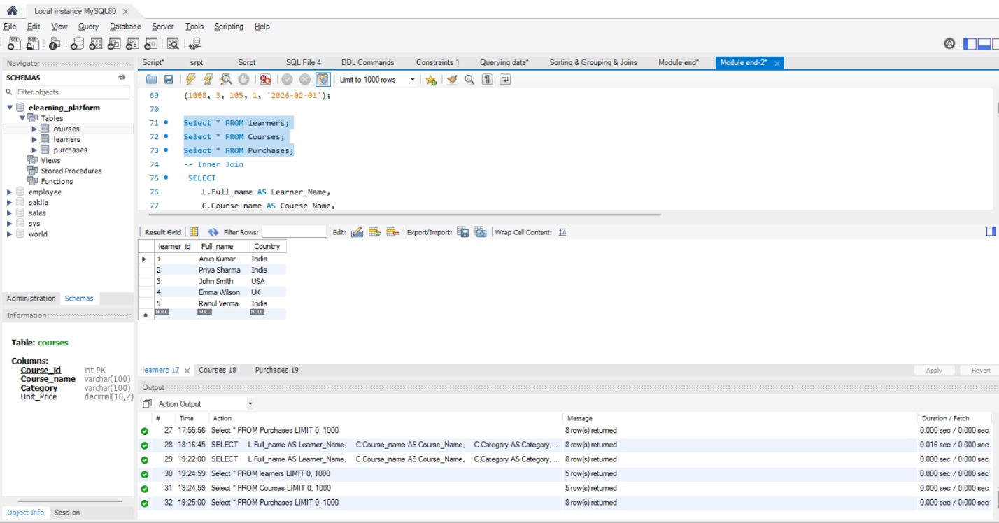 Local instance MySQL80 ×
File Edit View Query Database Server Tools Scripting Help
Navigator
SCHEMAS
Filter objects
elearning_platform
Tables
courses
learners
purchases
Views
Stored Procedures
Functions
employee
sakila
sales
sys
world
Administration Schemas
Information
Table: courses
Columns:
Course_id int PK
Course_name varchar(100)
Category varchar(100)
Unit_Price decimal(10,2)
Object Info Session
Script* srpt Scrpt SQL File 4 DDL Commands Constraints 1 Querying data* Sorting & Grouping & Joins Module end* Module end-2* ×
Limit to 1000 rows
69 (1008, 3, 105, 1, '2026-02-01');
70
71 Select * FROM learners;
72 Select * FROM Courses;
73 Select * FROM Purchases;
74 -- Inner Join
75 SELECT
76 L.Full_name AS Learner_Name,
77 C.Course_name AS Course_Name,
Result Grid Filter Rows: Edit: Export/Import: Wrap Cell Content: IA
learner_id Full_name Country
1 Arun Kumar India
2 Priya Sharma India
3 John Smith USA
4 Emma Wilson UK
5 Rahul Verma India
NULL NULL NULL
learners 17 × Courses 18 Purchases 19 Apply Revert
Output
Action Output
# Time Action Message Duration / Fetch
27 17:55:56 Select * FROM Purchases LIMIT 0, 1000 8 row(s) returned 0.000 sec / 0.000 sec
28 18:16:45 SELECT L.Full_name AS Learner_Name, C.Course_name AS Course_Name, C.Category AS Category, ... 8 row(s) returned 0.016 sec / 0.000 sec
29 19:22:00 SELECT L.Full_name AS Learner_Name, C.Course_name AS Course_Name, C.Category AS Category, ... 8 row(s) returned 0.000 sec / 0.000 sec
30 19:24:59 Select * FROM learners LIMIT 0, 1000 5 row(s) returned 0.000 sec / 0.000 sec
31 19:24:59 Select * FROM Courses LIMIT 0, 1000 5 row(s) returned 0.000 sec / 0.000 sec
32 19:25:00 Select * FROM Purchases LIMIT 0, 1000 8 row(s) returned 0.000 sec / 0.000 sec